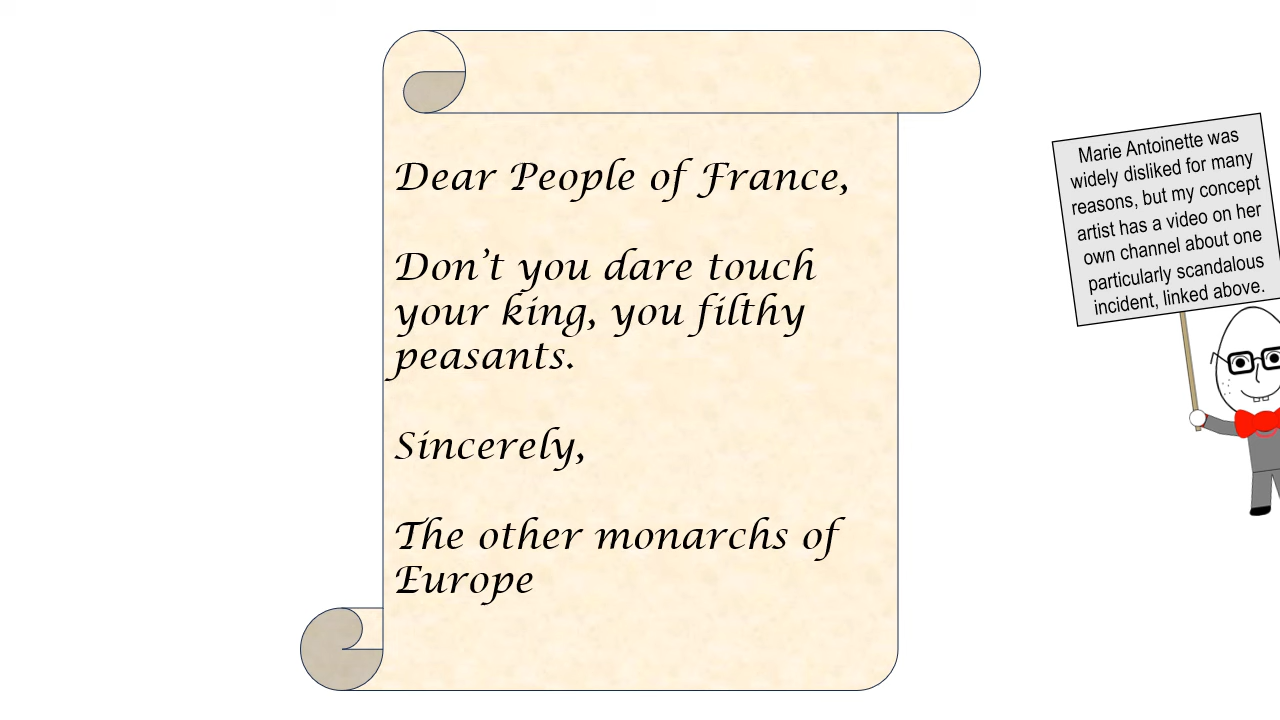 Dear People of France,
Don’t you dare touch
your king, you filthy
peasants.
Sincerely,
The other monarchs of
Europe
Marie Antoinette was
widely disliked for many
reasons, but my concept
artist has a video on her
own channel about one
particularly scandalous
incident, linked above.